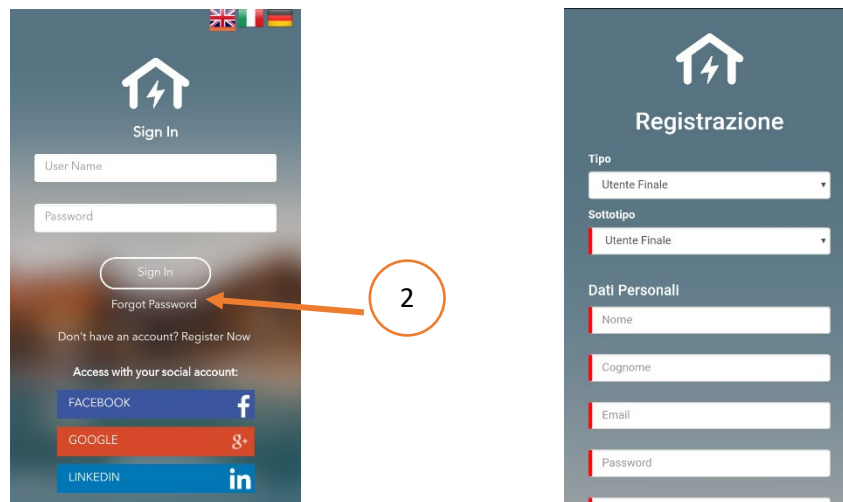 Sign In
User Name
Password
Sign In
Forgot Password
Don't have an account? Register Now
Access with your social account:
FACEBOOK f
GOOGLE g+
LINKEDIN in
2
Registrazione
Tipo
Utente Finale
Sottotipo
Utente Finale
Dati Personali
Nome
Cognome
Email
Password